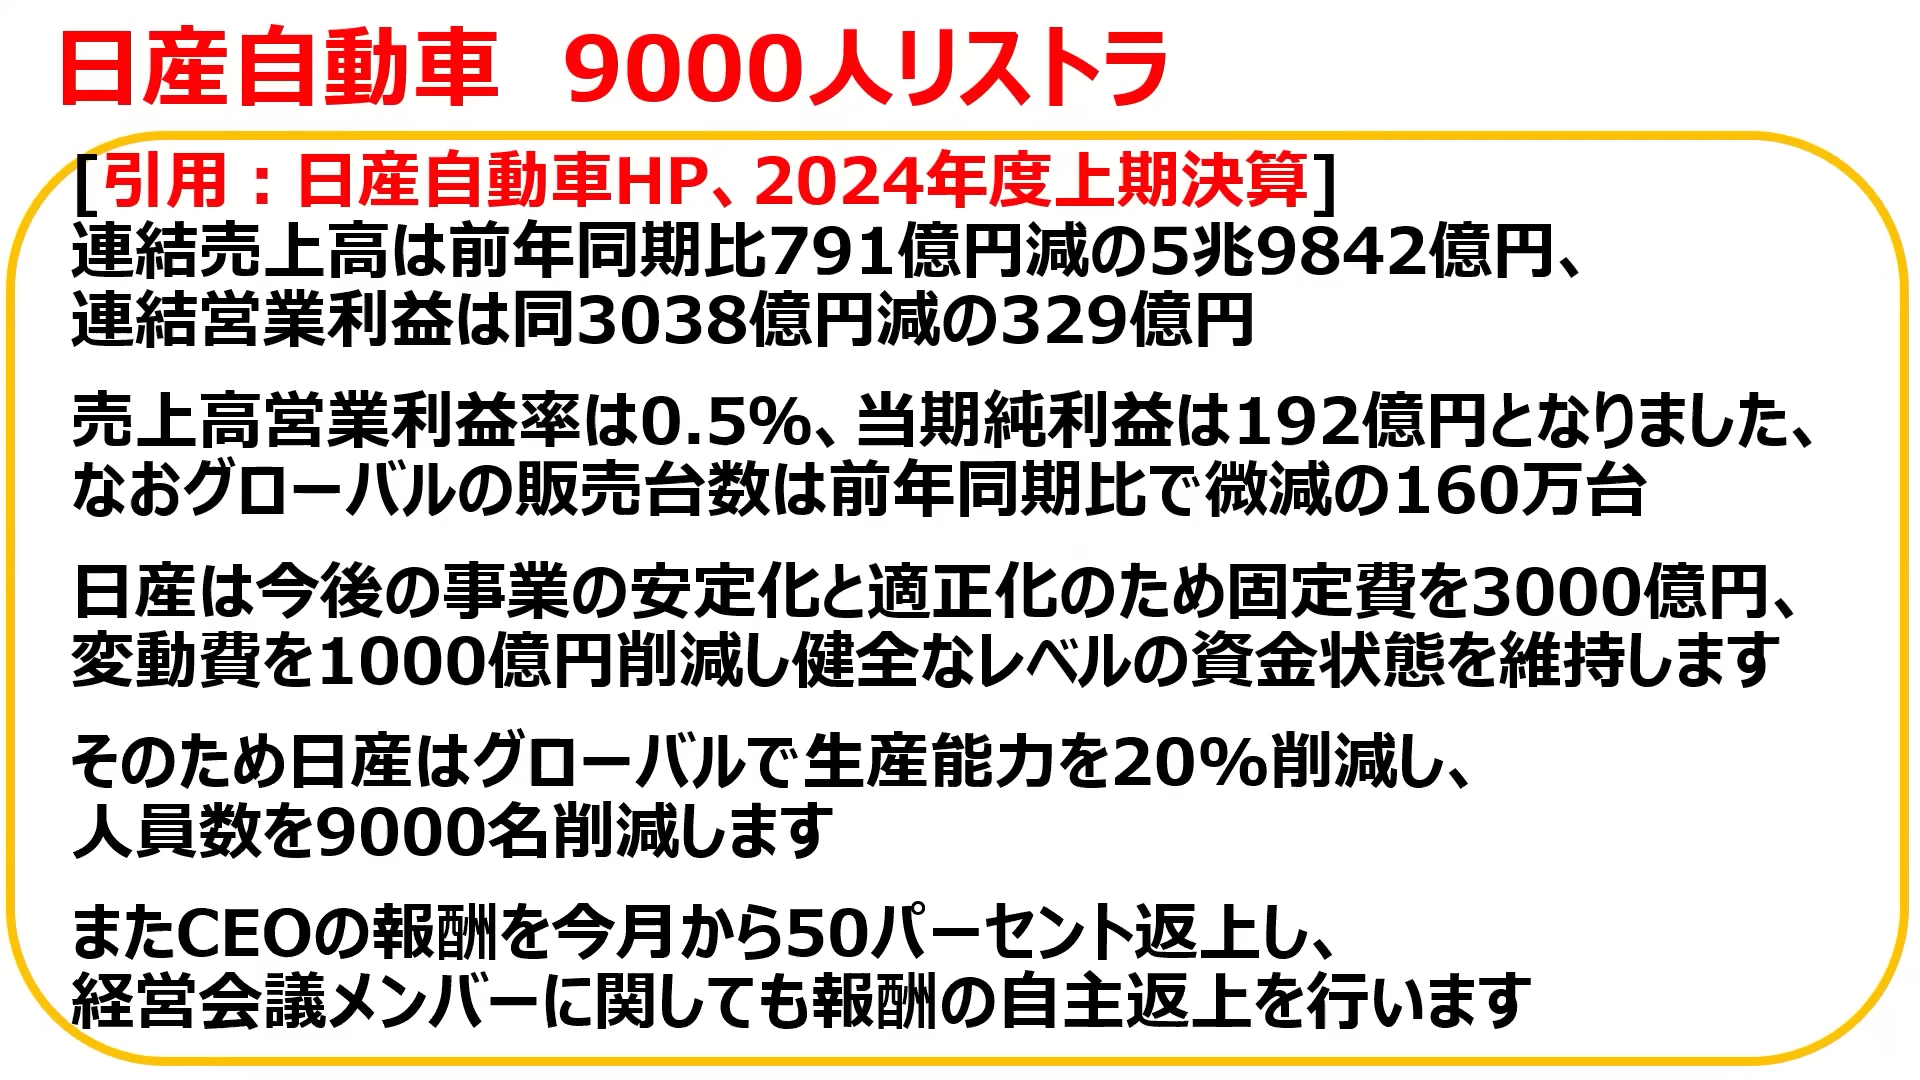 日産自動車 9000人リストラ
[引用：日産自動車HP、2024年度上期決算]
連結売上高は前年同期比791億円減の5兆9842億円、
連結営業利益は同3038億円減の329億円
売上高営業利益率は0.5%、当期純利益は192億円となりました、
なおグローバルの販売台数は前年同期比で微減の160万台
日産は今後の事業の安定化と適正化のため固定費を3000億円、
変動費を1000億円削減し健全なレベルの資金状態を維持します
そのため日産はグローバルで生産能力を20%削減し、
人員数を9000名削減します
またCEOの報酬を今月から50パーセント返上し、
経営会議メンバーに関しても報酬の自主返上を行います